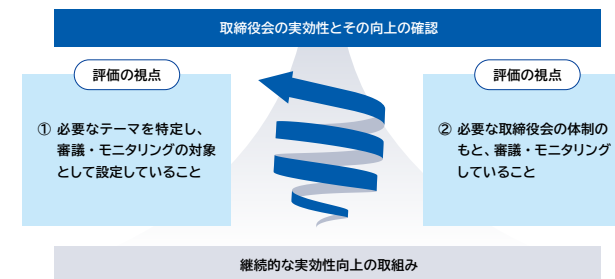 取締役会の実効性とその向上の確認
評価の視点
① 必要なテーマを特定し、
審議・モニタリングの対象
として設定していること
評価の視点
② 必要な取締役会の体制の
もと、審議・モニタリング
していること
継続的な実効性向上の取組み